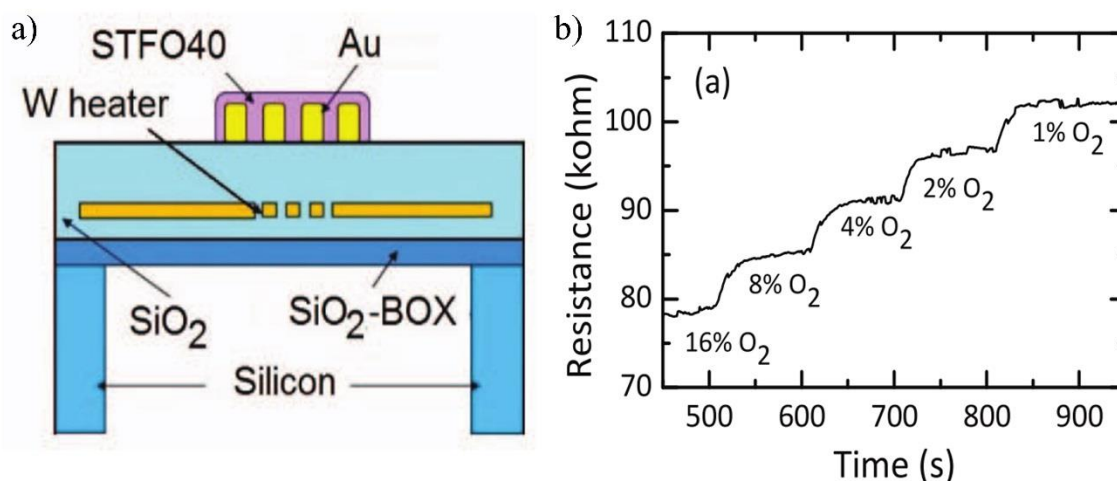 a)
STFO40
Au
W heater
SiO2
SiO2-BOX
Silicon
b)
(a)
Resistance (kohm)
110
100
90
80
70
16% O2
8% O2
4% O2
2% O2
1% O2
500 600 700 800 900
Time (s)